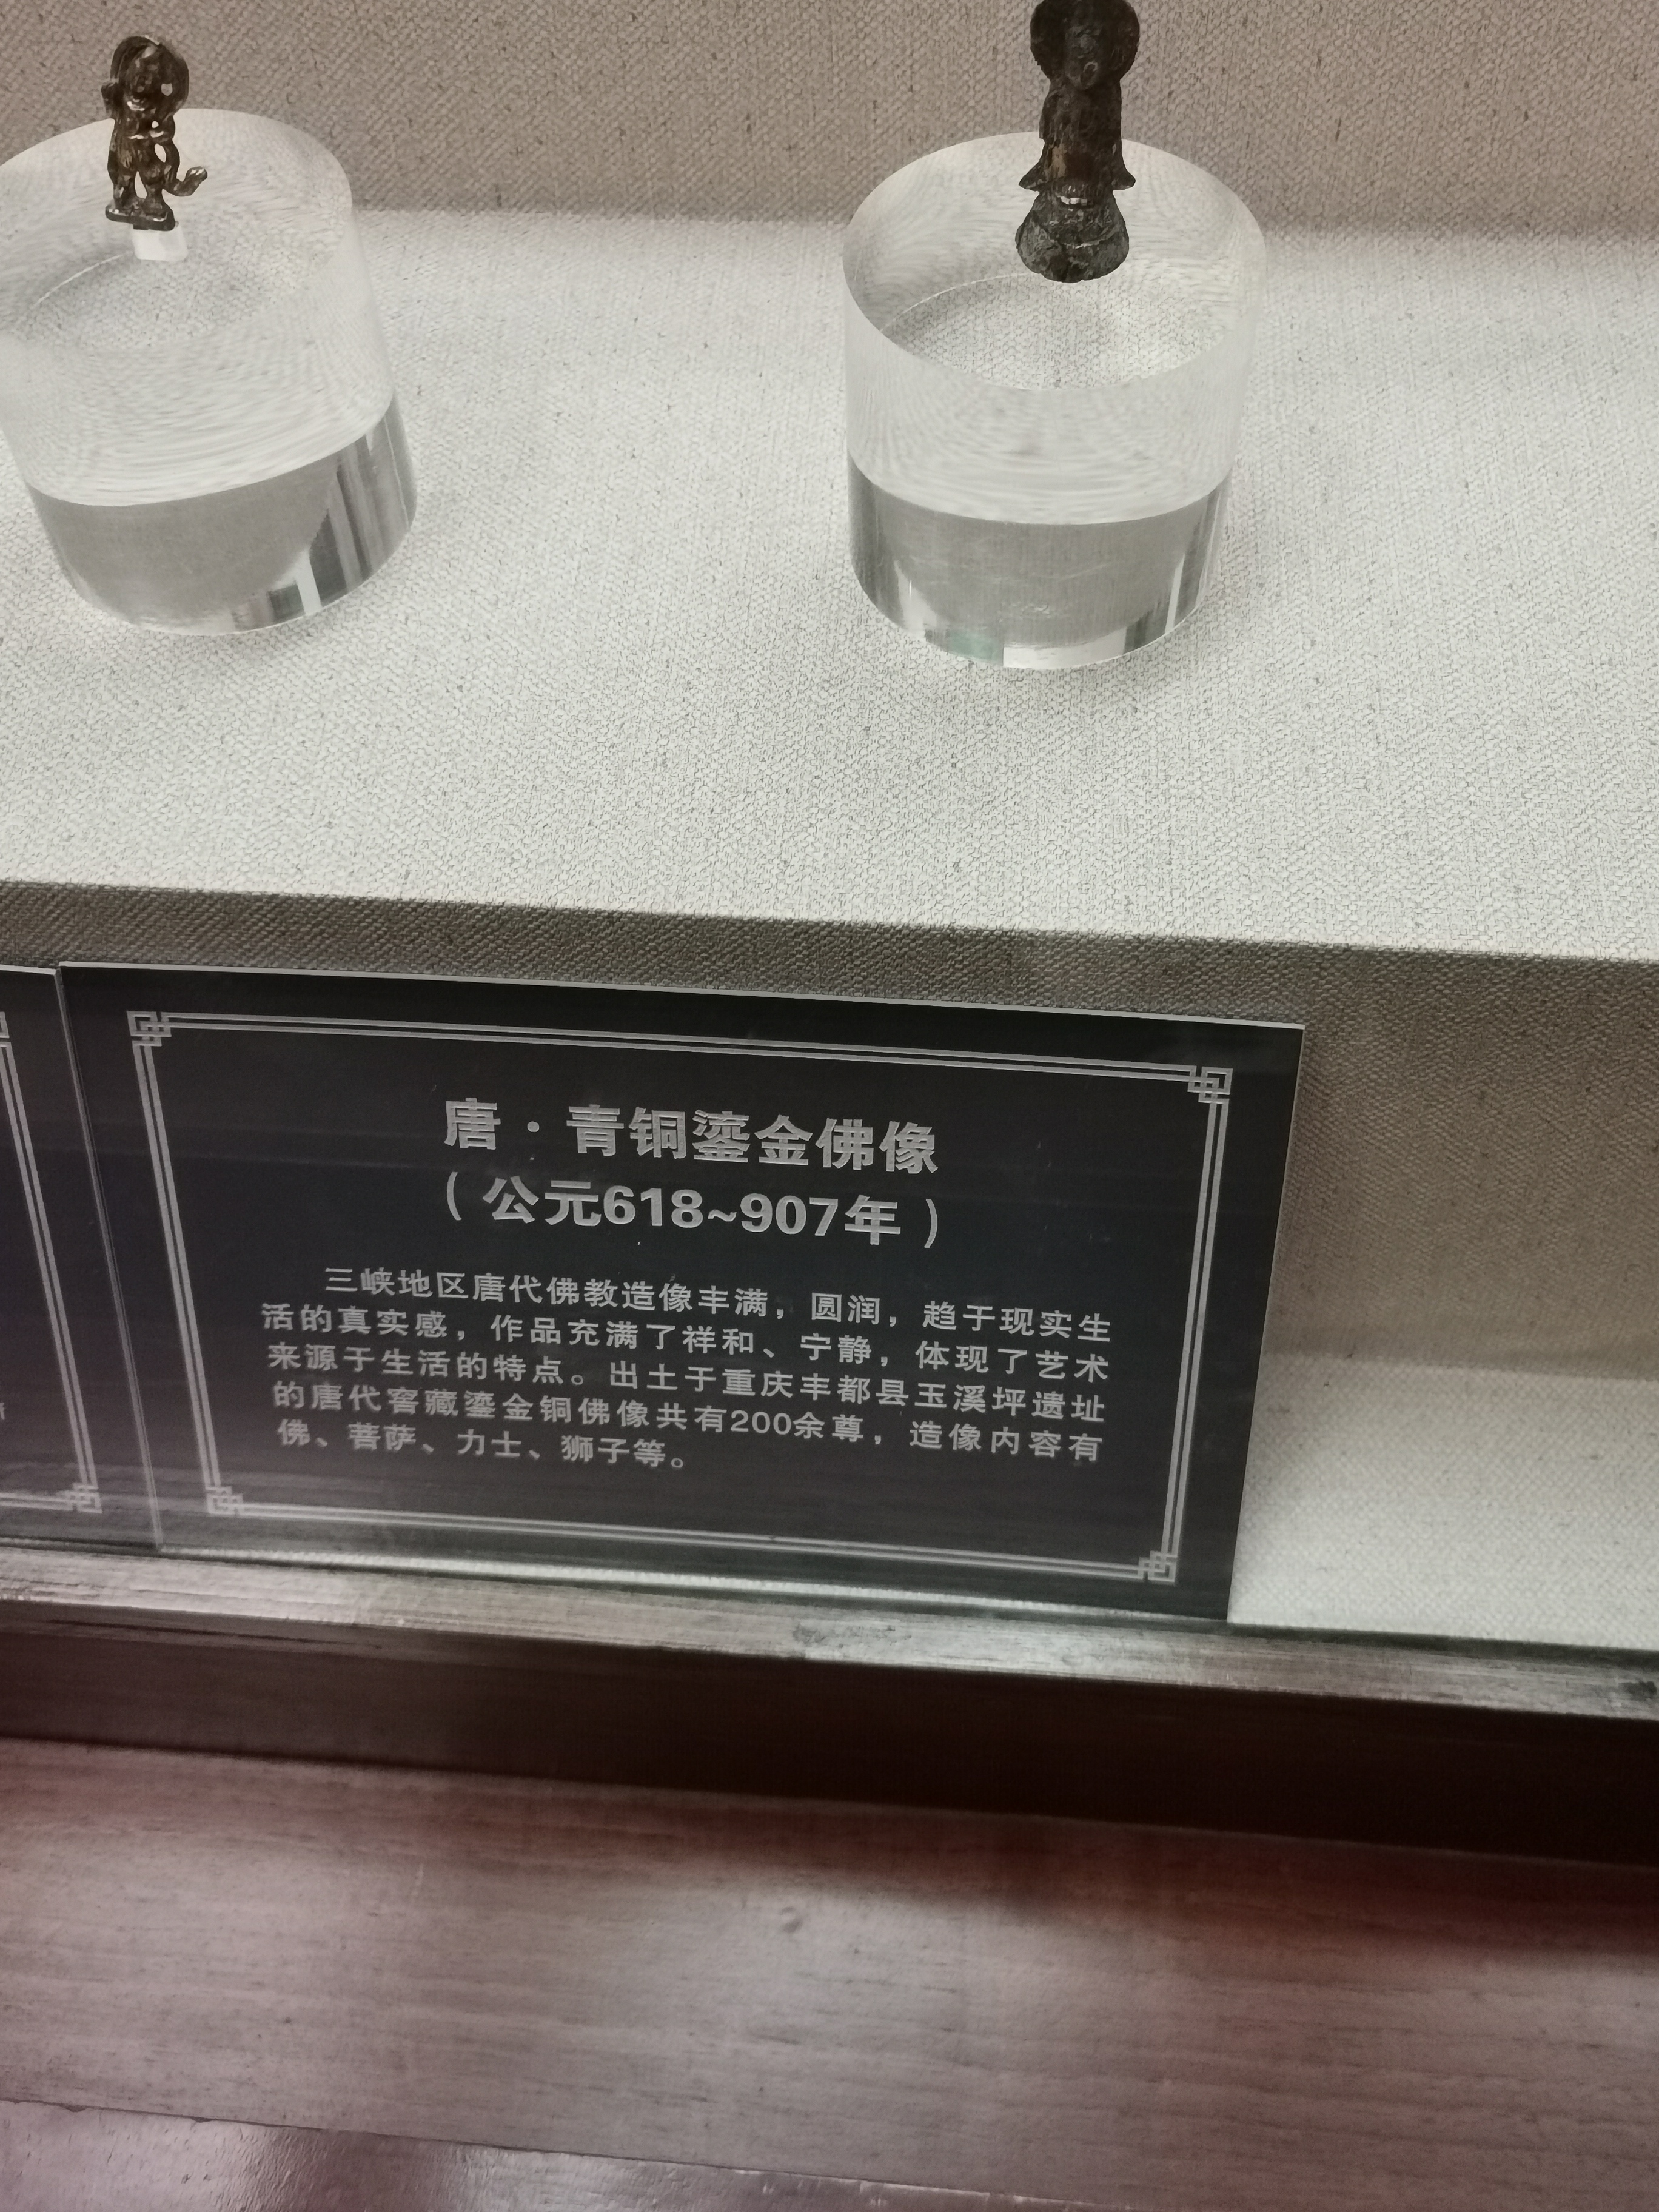 唐·青铜鎏金佛像
（公元618~907年）
三峡地区唐代佛教造像丰满，圆润，趋于现实生
活的真实感，作品充满了祥和、宁静，体现了艺术
来源于生活的特点。出土于重庆丰都县玉溪坪遗址
的唐代窖藏鎏金铜佛像共有200余尊，造像内容有
佛、菩萨、力士、狮子等。